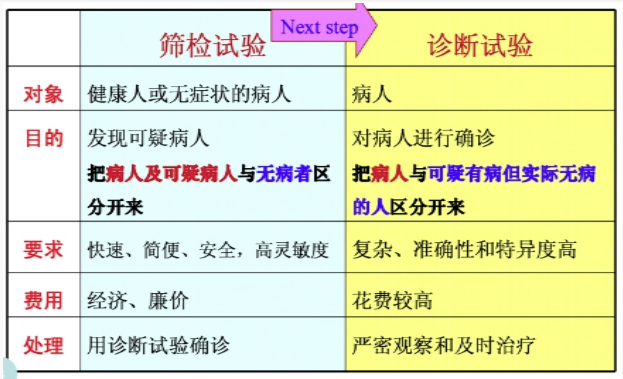 筛检试验 Next step 诊断试验
对象 健康人或无症状的病人 病人
目的 发现可疑病人 对病人进行确诊
把病人及可疑病人与无病者区 把病人与可疑有病但实际无病
分开来 的人区分开来
要求 快速、简便、安全，高灵敏度 复杂、准确性和特异度高
费用 经济、廉价 花费较高
处理 用诊断试验确诊 严密观察和及时治疗